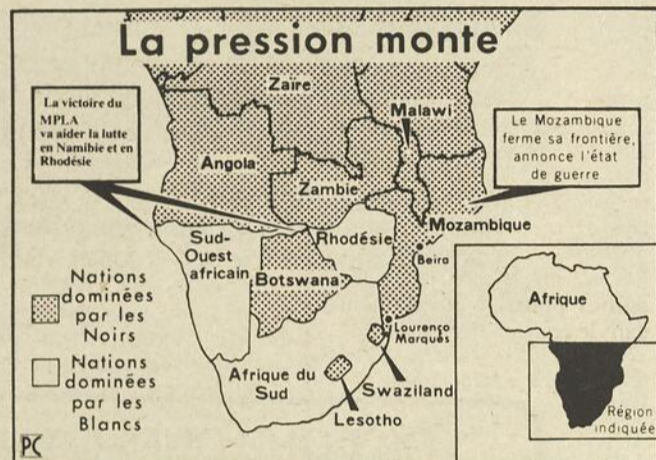 La pression monte
La victoire du
MPLA
va aider la lutte
en Namibie et en
Rhodésie
Le Mozambique
ferme sa frontière,
annonce l'état
de guerre
Zaïre
Malawi
Angola
Zambie
Mozambique
Sud-
Ouest
africain
Rhodésie
Beira
Botswana
Lourenço
Marquès
Afrique du
Sud
Swaziland
Lesotho
Nations
dominées
par les
Noirs
Nations
dominées
par les
Blancs
Afrique
Région
indiquée
PC